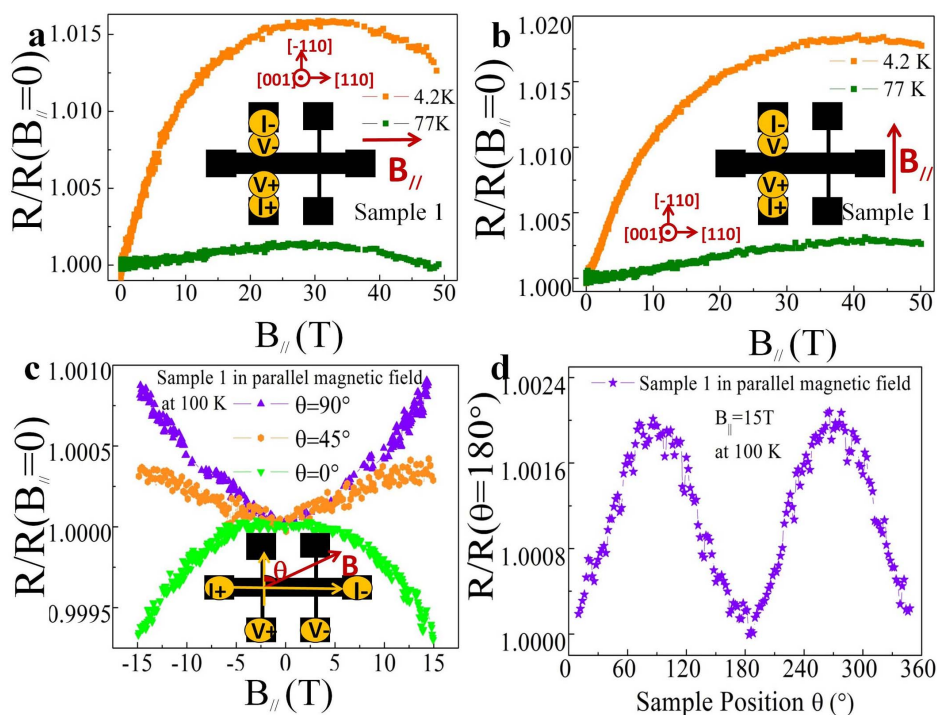 a
R/R(B//=0)
1.015
1.010
1.005
1.000
0 10 20 30 40 50
B// (T)
[-110]
[001] [110]
4.2K
77K
I-
V-
V+
I+
B//
Sample 1
b
R/R(B//=0)
1.020
1.015
1.010
1.005
1.000
0 10 20 30 40 50
B// (T)
4.2 K
77 K
I-
V-
V+
I+
B//
Sample 1
[-110]
[001] [110]
c
R/R(B//=0)
1.0010
1.0005
1.0000
0.9995
-15 -10 -5 0 5 10 15
B// (T)
Sample 1 in parallel magnetic field
at 100 K
θ=90°
θ=45°
θ=0°
θ
B
I+ I-
V+ V-
d
R/R(θ=180°)
1.0024
1.0016
1.0008
1.0000
0 60 120 180 240 300 360
Sample Position θ (°)
Sample 1 in parallel magnetic field
B||=15T
at 100 K